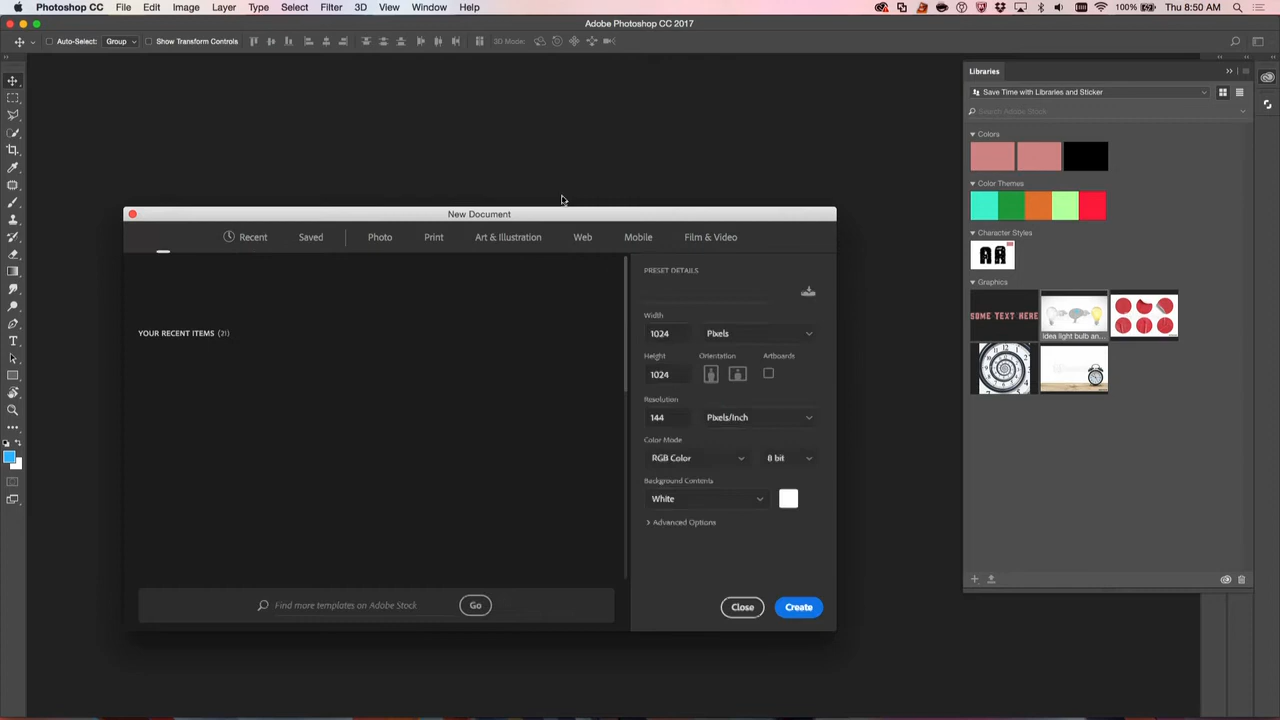 Photoshop CC File Edit Image Layer Type Select Filter 3D View Window Help 100% Thu 8:50 AM
Adobe Photoshop CC 2017
Auto-Select: Group Show Transform Controls 3D Mode:
Libraries
Save Time with Libraries and Sticker
Search Adobe Stock
Colors
Color Themes
Character Styles
Graphics
SOME TEXT HERE
Idea light bulb an...
New Document
Recent Saved Photo Print Art & Illustration Web Mobile Film & Video
YOUR RECENT ITEMS (21)
PRESET DETAILS
Width
1024 Pixels
Height Orientation Artboards
1024
Resolution
144 Pixels/Inch
Color Mode
RGB Color 8 bit
Background Contents
White
Advanced Options
Find more templates on Adobe Stock Go
Close Create